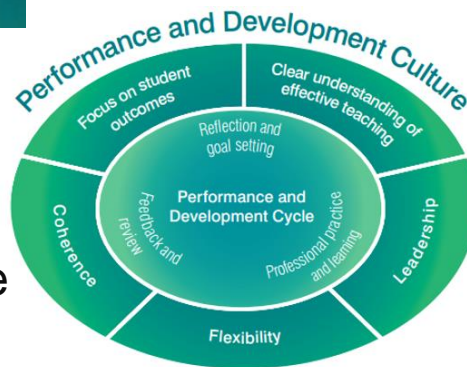 Performance and Development Culture
Focus on student
outcomes
Clear understanding of
effective teaching
Reflection and
goal setting
Performance and
Development Cycle
Feedback and
review
Professional practice
and learning
Coherence
Leadership
Flexibility
e